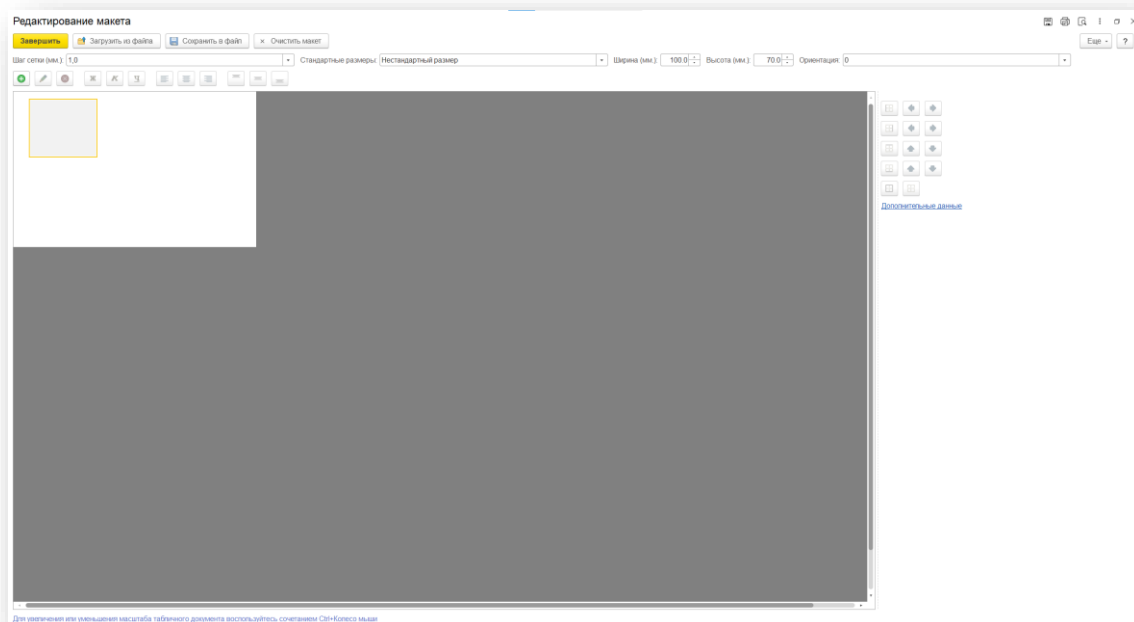 Редактирование макета
Завершить Загрузить из файла Сохранить в файл × Очистить макет Еще ?
Шаг сетки (мм.): 1,0 Стандартные размеры: Нестандартный размер Ширина (мм.): 100.0 Высота (мм.): 70.0 Ориентация: 0
Ж К Ч
Дополнительные данные
Для увеличения или уменьшения масштаба табличного документа воспользуйтесь сочетанием Ctrl+Колесо мыши